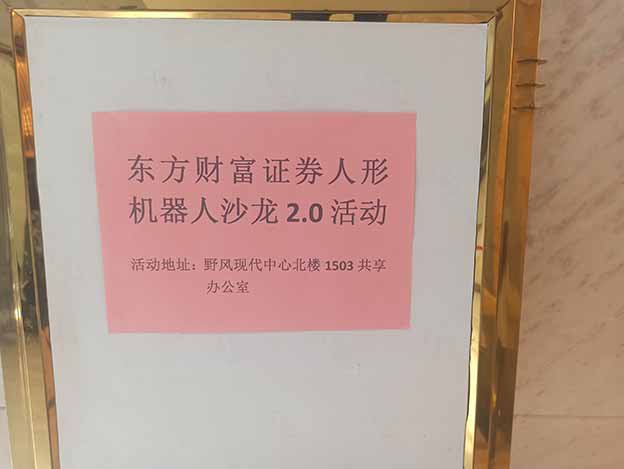 东方财富证券人形
机器人沙龙 2.0 活动
活动地址：野风现代中心北楼 1503 共享
办公室